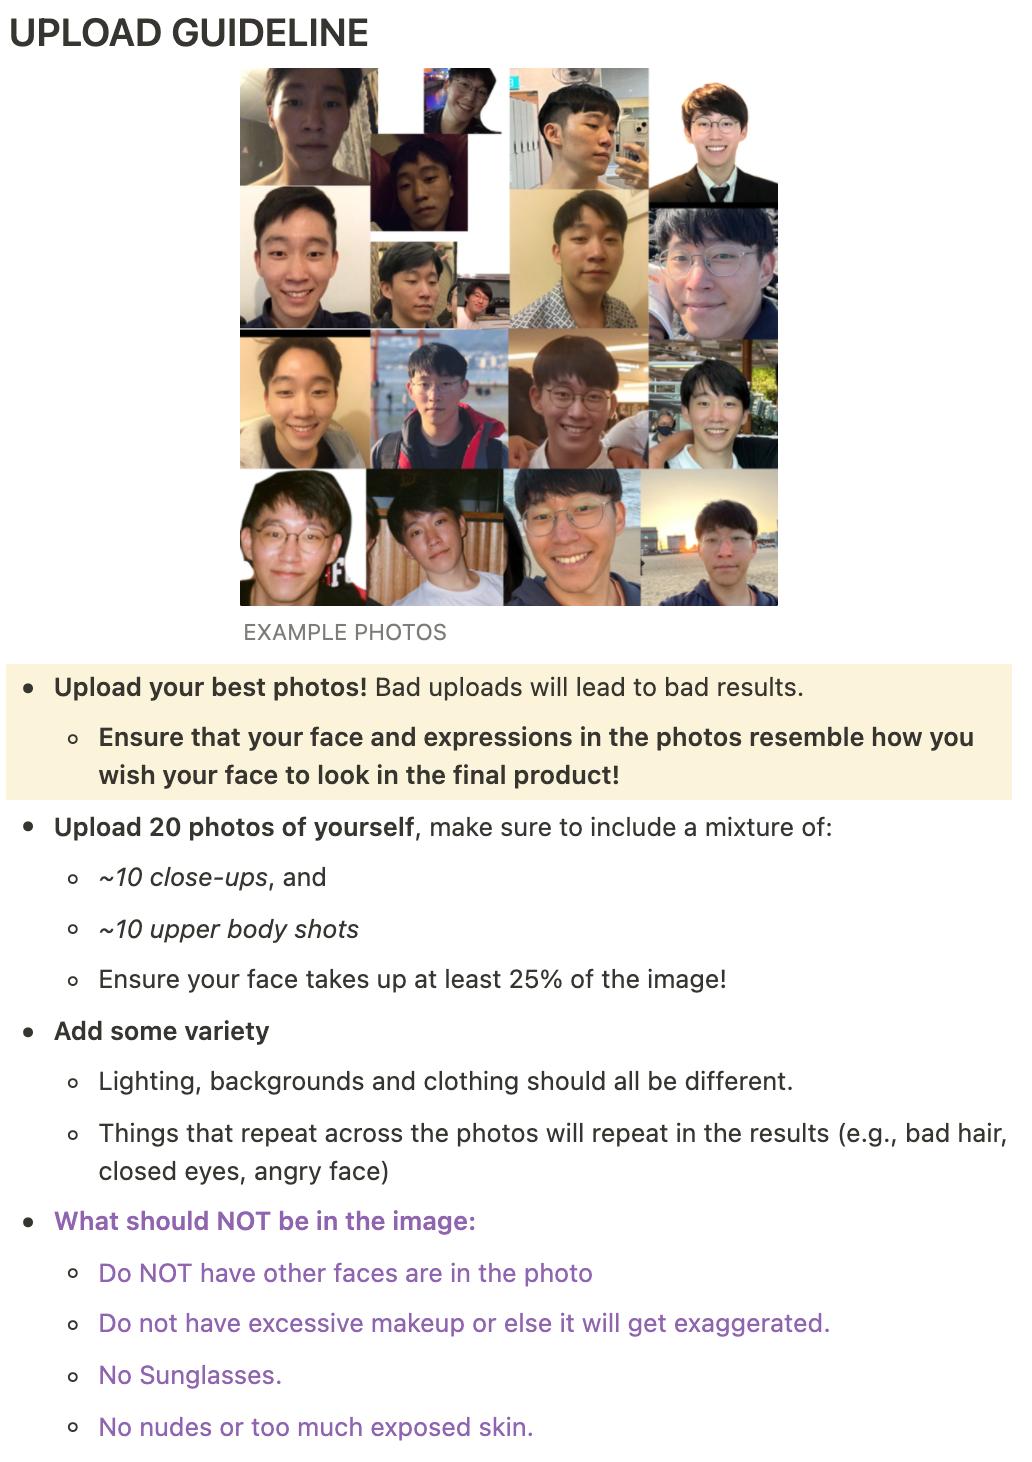 UPLOAD GUIDELINE
EXAMPLE PHOTOS
• Upload your best photos! Bad uploads will lead to bad results.
◦ Ensure that your face and expressions in the photos resemble how you
wish your face to look in the final product!
• Upload 20 photos of yourself, make sure to include a mixture of:
◦ ~10 close-ups, and
◦ ~10 upper body shots
◦ Ensure your face takes up at least 25% of the image!
• Add some variety
◦ Lighting, backgrounds and clothing should all be different.
◦ Things that repeat across the photos will repeat in the results (e.g., bad hair,
closed eyes, angry face)
• What should NOT be in the image:
◦ Do NOT have other faces are in the photo
◦ Do not have excessive makeup or else it will get exaggerated.
◦ No Sunglasses.
◦ No nudes or too much exposed skin.